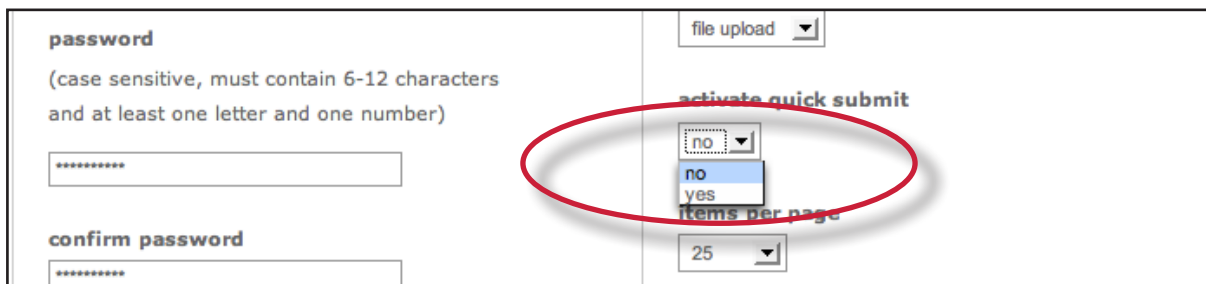 password
(case sensitive, must contain 6-12 characters
and at least one letter and one number)
**********
confirm password
**********
file upload
activate quick submit
no
no
yes
items per page
25